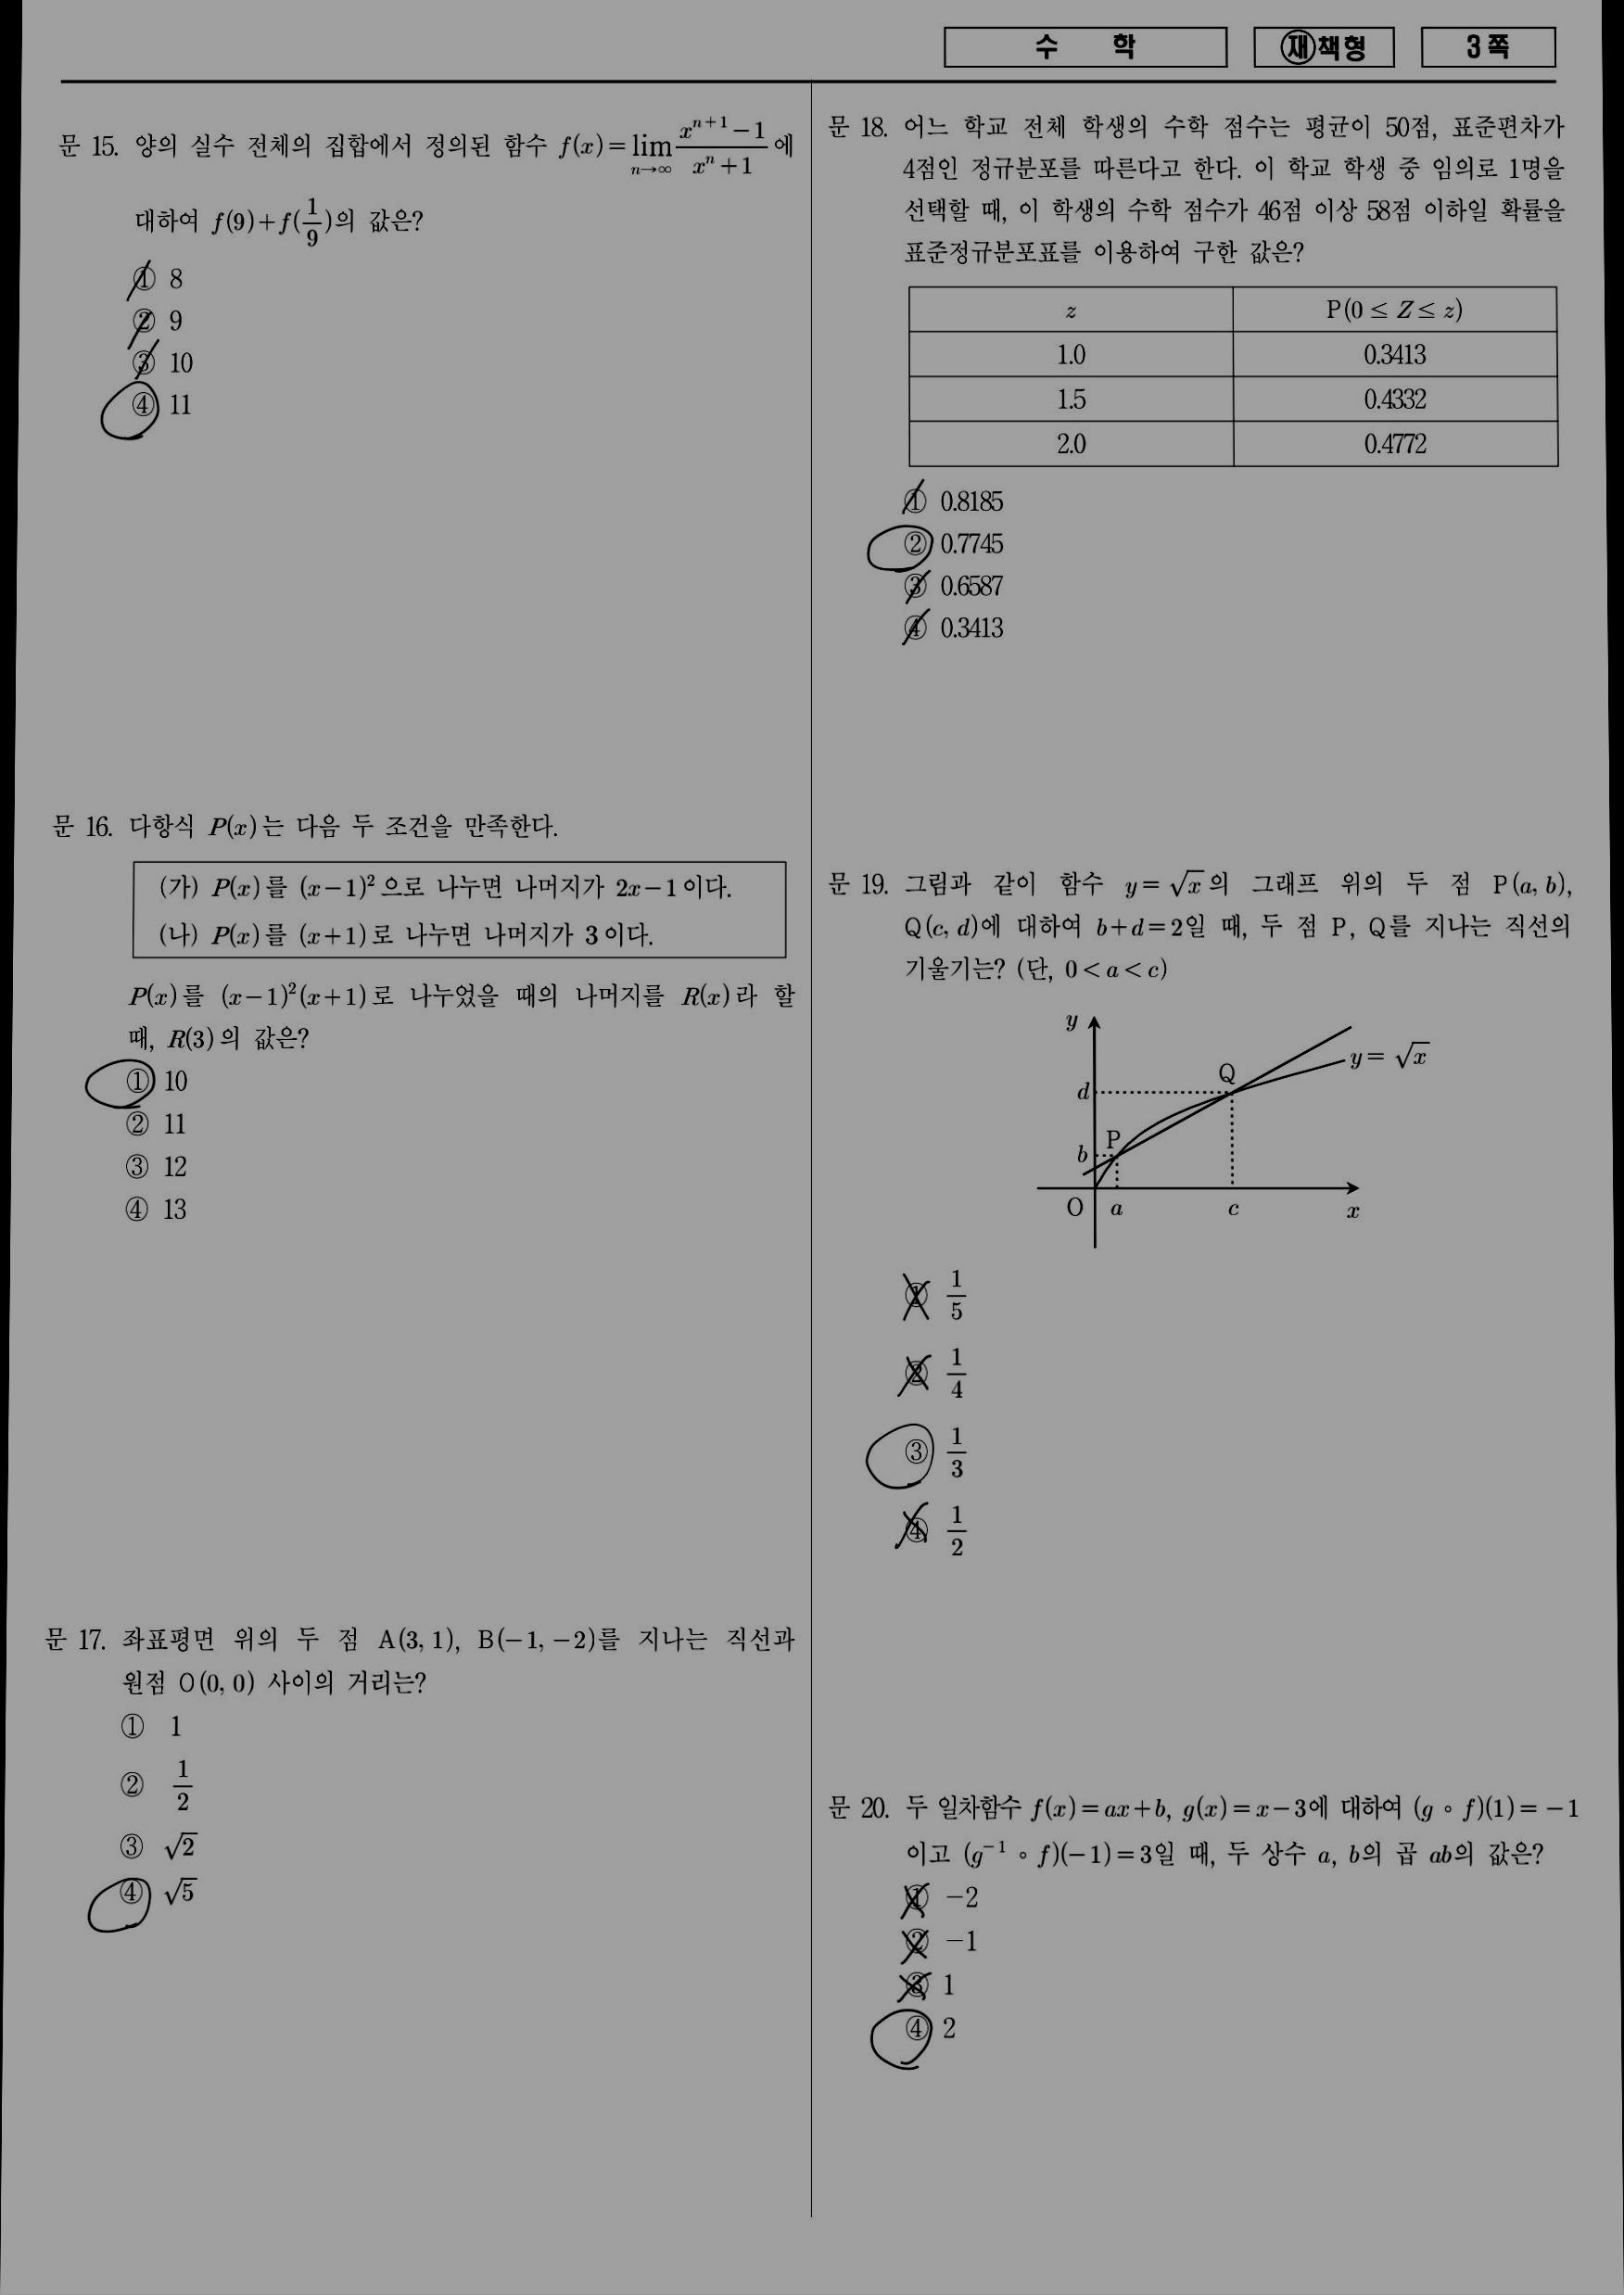 수 학
재책형
3쪽
문 15. 양의 실수 전체의 집합에서 정의된 함수 f(x)=lim_{n→∞} (x^{n+1}-1)/(x^n+1) 에
대하여 f(9)+f(1/9)의 값은?
① 8
② 9
③ 10
④ 11
문 16. 다항식 P(x)는 다음 두 조건을 만족한다.
(가) P(x)를 (x-1)²으로 나누면 나머지가 2x-1이다.
(나) P(x)를 (x+1)로 나누면 나머지가 3이다.
P(x)를 (x-1)²(x+1)로 나누었을 때의 나머지를 R(x)라 할
때, R(3)의 값은?
① 10
② 11
③ 12
④ 13
문 17. 좌표평면 위의 두 점 A(3, 1), B(-1, -2)를 지나는 직선과
원점 O(0, 0) 사이의 거리는?
① 1
② 1/2
③ √2
④ √5
문 18. 어느 학교 전체 학생의 수학 점수는 평균이 50점, 표준편차가
4점인 정규분포를 따른다고 한다. 이 학교 학생 중 임의로 1명을
선택할 때, 이 학생의 수학 점수가 46점 이상 58점 이하일 확률을
표준정규분포표를 이용하여 구한 값은?
z P(0≤Z≤z)
1.0 0.3413
1.5 0.4332
2.0 0.4772
① 0.8185
② 0.7745
③ 0.6587
④ 0.3413
문 19. 그림과 같이 함수 y=√x의 그래프 위의 두 점 P(a, b),
Q(c, d)에 대하여 b+d=2일 때, 두 점 P, Q를 지나는 직선의
기울기는? (단, 0<a<c)
y
y=√x
Q
d
P
b
O a c x
① 1/5
② 1/4
③ 1/3
④ 1/2
문 20. 두 일차함수 f(x)=ax+b, g(x)=x-3에 대하여 (g∘f)(1)=-1
이고 (g⁻¹∘f)(-1)=3일 때, 두 상수 a, b의 곱 ab의 값은?
① -2
② -1
③ 1
④ 2